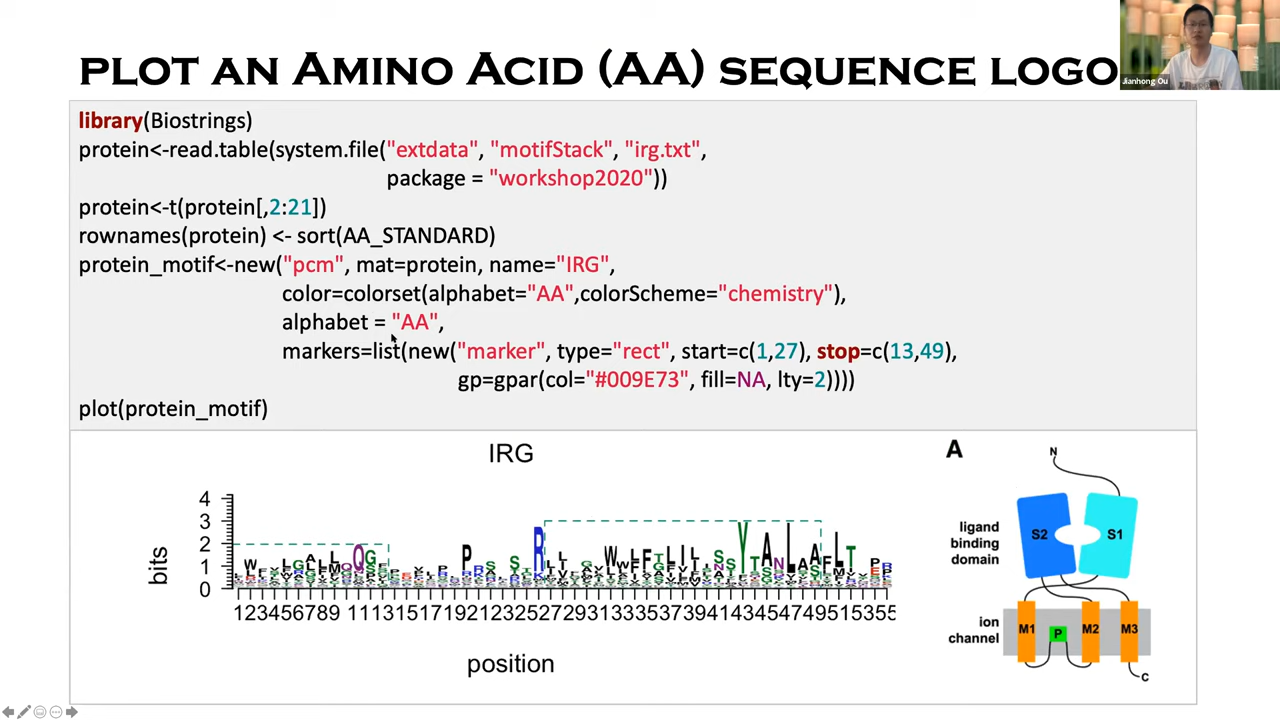 PLOT AN AMINO ACID (AA) SEQUENCE LOGO
Jianhong Ou
library(Biostrings)
protein<-read.table(system.file("extdata", "motifStack", "irg.txt",
package = "workshop2020"))
protein<-t(protein[,2:21])
rownames(protein) <- sort(AA_STANDARD)
protein_motif<-new("pcm", mat=protein, name="IRG",
color=colorset(alphabet="AA",colorScheme="chemistry"),
alphabet = "AA",
markers=list(new("marker", type="rect", start=c(1,27), stop=c(13,49),
gp=gpar(col="#009E73", fill=NA, lty=2))))
plot(protein_motif)
IRG
bits
4
3
2
1
0
position
A
N
S2
S1
ligand
binding
domain
ion
channel
M1
P
M2
M3
C